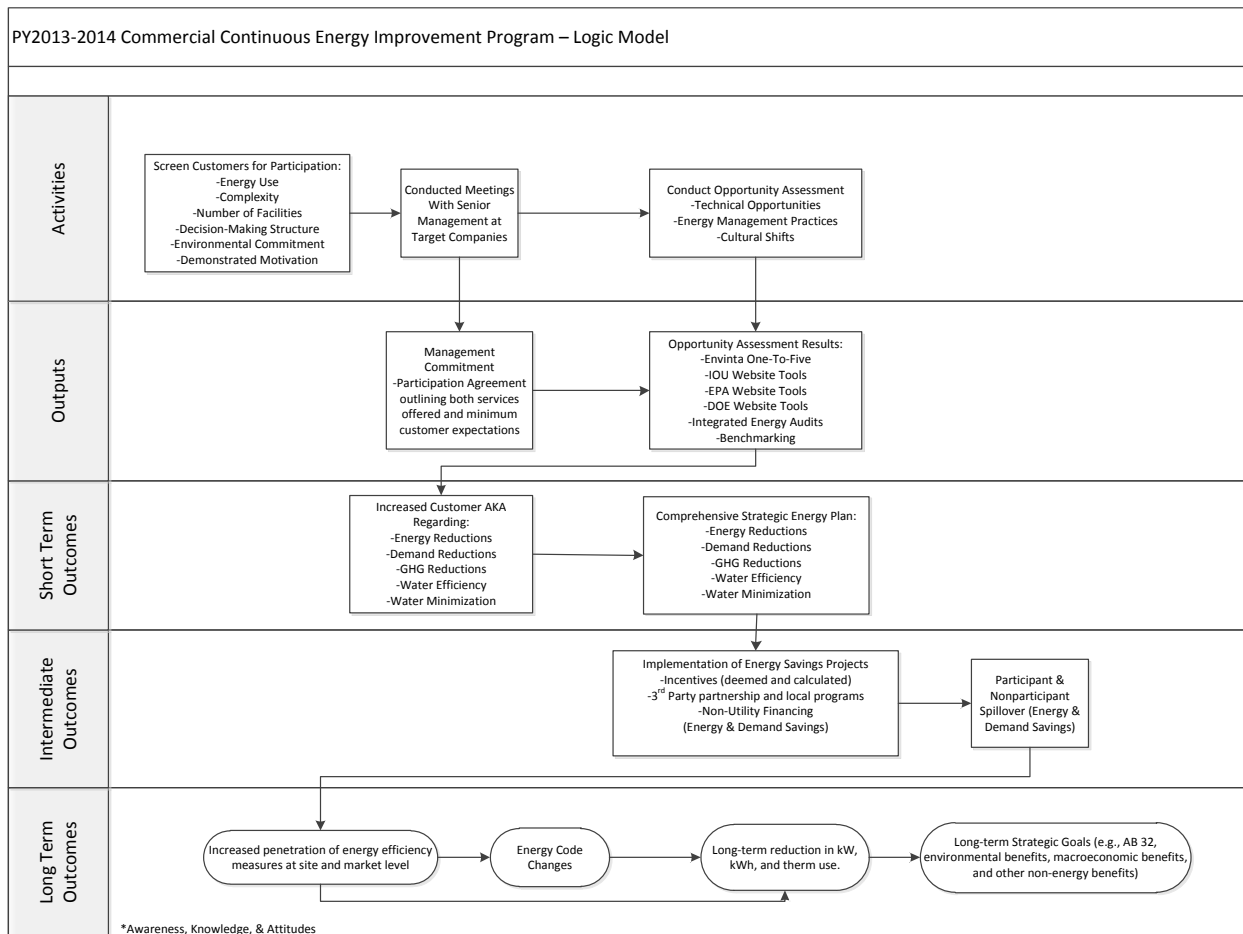 PY2013-2014 Commercial Continuous Energy Improvement Program – Logic Model
Activities
Screen Customers for Participation:
-Energy Use
-Complexity
-Number of Facilities
-Decision-Making Structure
-Environmental Commitment
-Demonstrated Motivation
Conducted Meetings
With Senior
Management at
Target Companies
Conduct Opportunity Assessment
-Technical Opportunities
-Energy Management Practices
-Cultural Shifts
Outputs
Management
Commitment
-Participation Agreement
outlining both services
offered and minimum
customer expectations
Opportunity Assessment Results:
-Envinta One-To-Five
-IOU Website Tools
-EPA Website Tools
-DOE Website Tools
-Integrated Energy Audits
-Benchmarking
Short Term
Outcomes
Increased Customer AKA
Regarding:
-Energy Reductions
-Demand Reductions
-GHG Reductions
-Water Efficiency
-Water Minimization
Comprehensive Strategic Energy Plan:
-Energy Reductions
-Demand Reductions
-GHG Reductions
-Water Efficiency
-Water Minimization
Intermediate
Outcomes
Implementation of Energy Savings Projects
-Incentives (deemed and calculated)
-3rd Party partnership and local programs
-Non-Utility Financing
(Energy & Demand Savings)
Participant &
Nonparticipant
Spillover (Energy &
Demand Savings)
Long Term
Outcomes
Increased penetration of energy efficiency
measures at site and market level
Energy Code
Changes
Long-term reduction in kW,
kWh, and therm use.
Long-term Strategic Goals (e.g., AB 32,
environmental benefits, macroeconomic benefits,
and other non-energy benefits)
*Awareness, Knowledge, & Attitudes